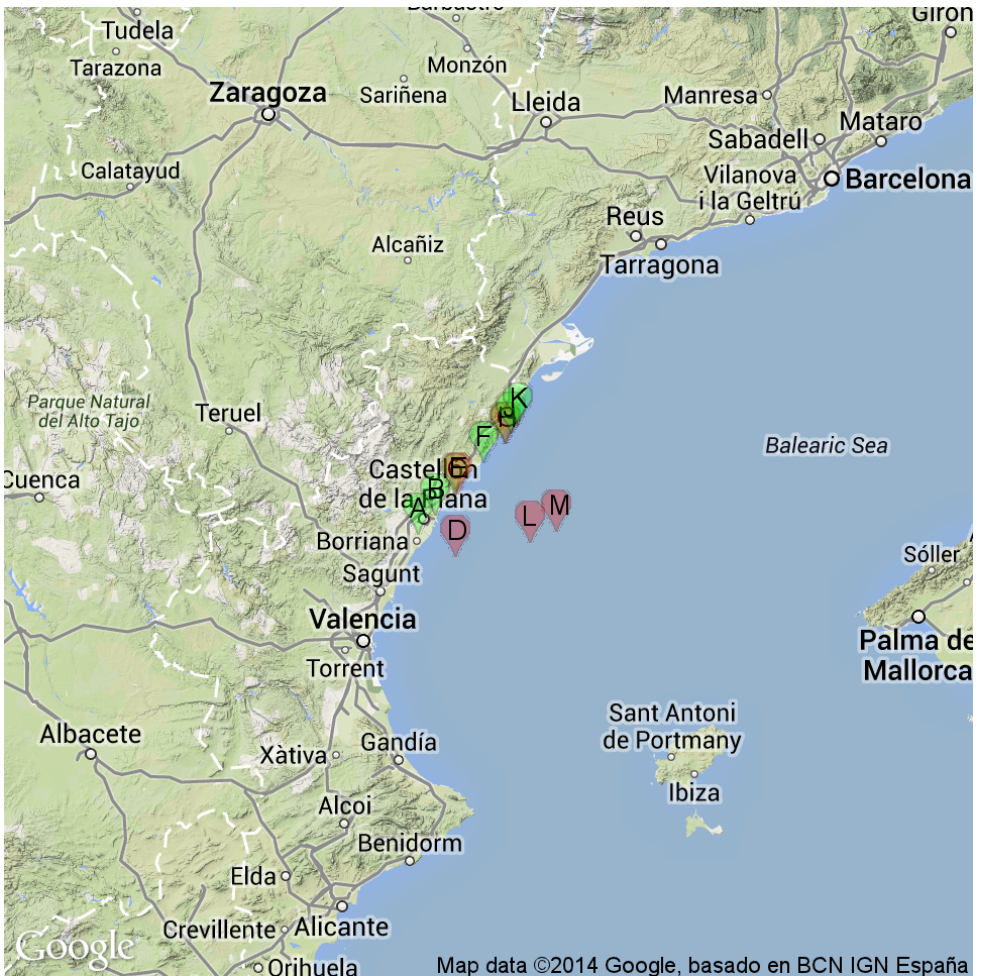 Barbastro
Giron
Tudela
Tarazona
Monzón
Zaragoza
Sariñena
Lleida
Manresa
Sabadell
Mataro
Calatayud
Vilanova
i la Geltrú
Barcelona
Reus
Alcañiz
Tarragona
Parque Natural
del Alto Tajo
Teruel
K
F
Balearic Sea
Cuenca
Castellón
de la Plana
E
B
A
M
L
D
Borriana
Sagunt
Sóller
Valencia
Torrent
Palma de
Mallorca
Sant Antoni
de Portmany
Albacete
Xàtiva
Gandía
Ibiza
Alcoi
Benidorm
Elda
Crevillente
Alicante
Google
Orihuela
Map data ©2014 Google, basado en BCN IGN España